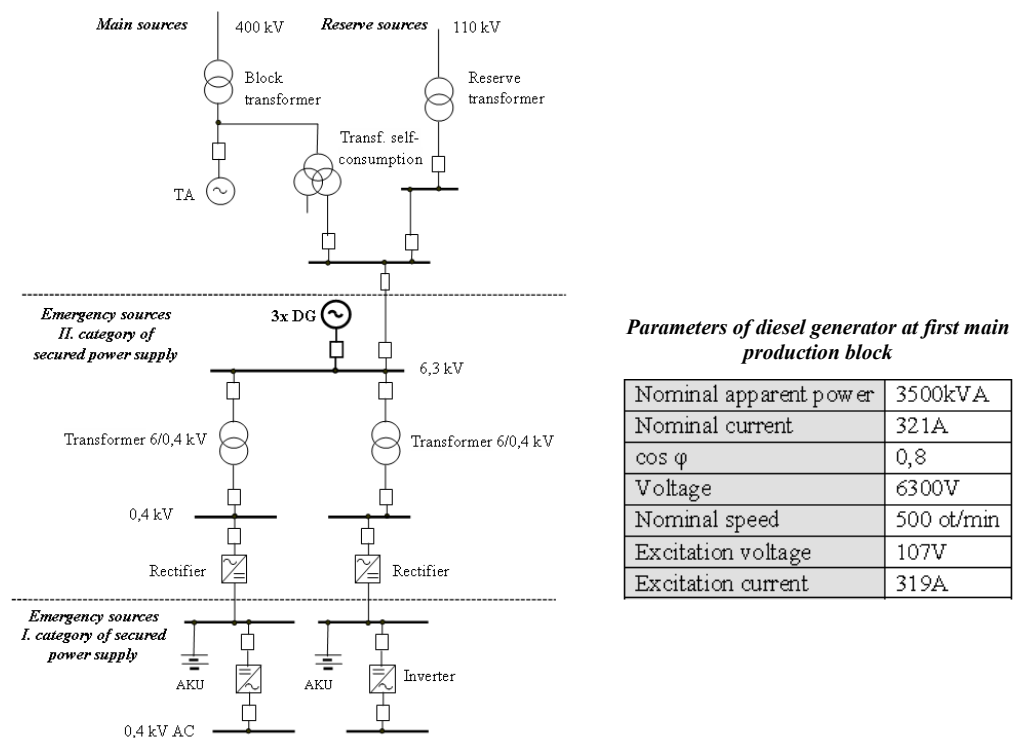 Main sources
400 kV
Reserve sources
110 kV
Block
transformer
Reserve
transformer
Transf. self-
consumption
TA
Emergency sources
II. category of
secured power supply
3x DG
6,3 kV
Transformer 6/0,4 kV
Transformer 6/0,4 kV
0,4 kV
Rectifier
Rectifier
Emergency sources
I. category of secured
power supply
AKU
AKU
Inverter
0,4 kV AC
Parameters of diesel generator at first main
production block
Nominal apparent power 3500kVA
Nominal current 321A
cos φ 0,8
Voltage 6300V
Nominal speed 500 ot/min
Excitation voltage 107V
Excitation current 319A